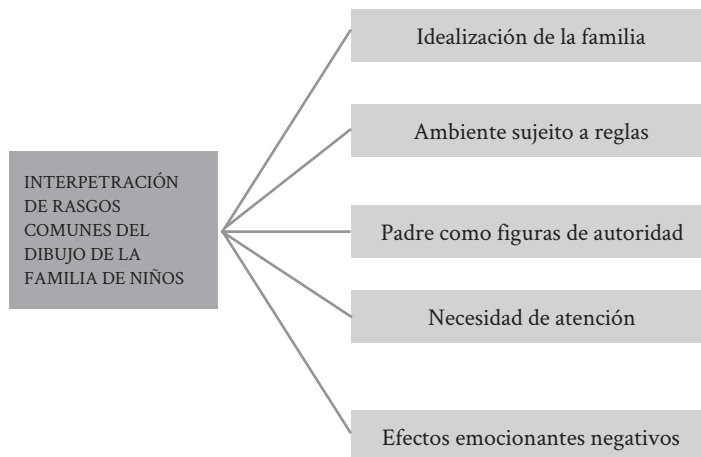 INTERPETRACIÓN
DE RASGOS
COMUNES DEL
DIBUJO DE LA
FAMILIA DE NIÑOS
Idealización de la familia
Ambiente sujeito a reglas
Padre como figuras de autoridad
Necesidad de atención
Efectos emocionantes negativos